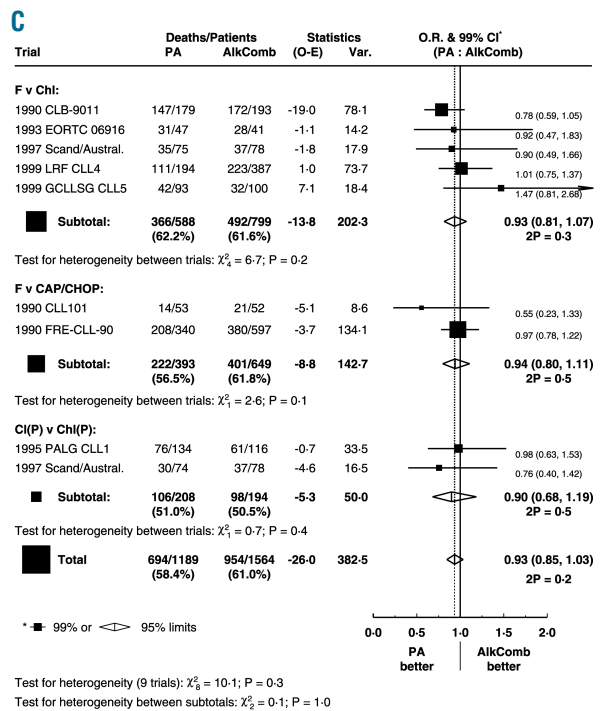 C
Deaths/Patients Statistics O.R. & 99% CI*
Trial PA AlkComb (O-E) Var. (PA : AlkComb)
F v Chl:
1990 CLB-9011 147/179 172/193 -19·0 78·1 0.78 (0.59, 1.05)
1993 EORTC 06916 31/47 28/41 -1·1 14·2 0.92 (0.47, 1.83)
1997 Scand/Austral. 35/75 37/78 -1·8 17·9 0.90 (0.49, 1.66)
1999 LRF CLL4 111/194 223/387 1·0 73·7 1.01 (0.75, 1.37)
1999 GCLLSG CLL5 42/93 32/100 7·1 18·4 1.47 (0.81, 2.68)
Subtotal: 366/588 492/799 -13·8 202·3 0.93 (0.81, 1.07)
(62.2%) (61.6%) 2P = 0·3
Test for heterogeneity between trials: χ²₄ = 6·7; P = 0·2
F v CAP/CHOP:
1990 CLL101 14/53 21/52 -5·1 8·6 0.55 (0.23, 1.33)
1990 FRE-CLL-90 208/340 380/597 -3·7 134·1 0.97 (0.78, 1.22)
Subtotal: 222/393 401/649 -8·8 142·7 0.94 (0.80, 1.11)
(56.5%) (61.8%) 2P = 0·5
Test for heterogeneity between trials: χ²₁ = 2·6; P = 0·1
Cl(P) v Chl(P):
1995 PALG CLL1 76/134 61/116 -0·7 33·5 0.98 (0.63, 1.53)
1997 Scand/Austral. 30/74 37/78 -4·6 16·5 0.76 (0.40, 1.42)
Subtotal: 106/208 98/194 -5·3 50·0 0.90 (0.68, 1.19)
(51.0%) (50.5%) 2P = 0·5
Test for heterogeneity between trials: χ²₁ = 0·7; P = 0·4
Total 694/1189 954/1564 -26·0 382·5 0.93 (0.85, 1.03)
(58.4%) (61.0%) 2P = 0·2
* 99% or 95% limits
0·0 0·5 1·0 1·5 2·0
PA AlkComb
better better
Test for heterogeneity (9 trials): χ²₈ = 10·1; P = 0·3
Test for heterogeneity between subtotals: χ²₂ = 0·1; P = 1·0